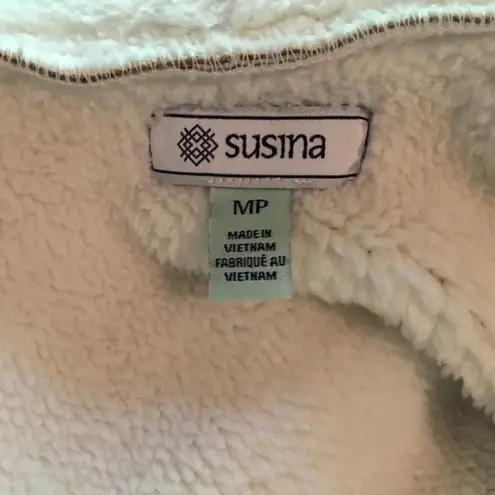 susina
MP
MADE IN
VIETNAM
FABRIQUÉ AU
VIETNAM